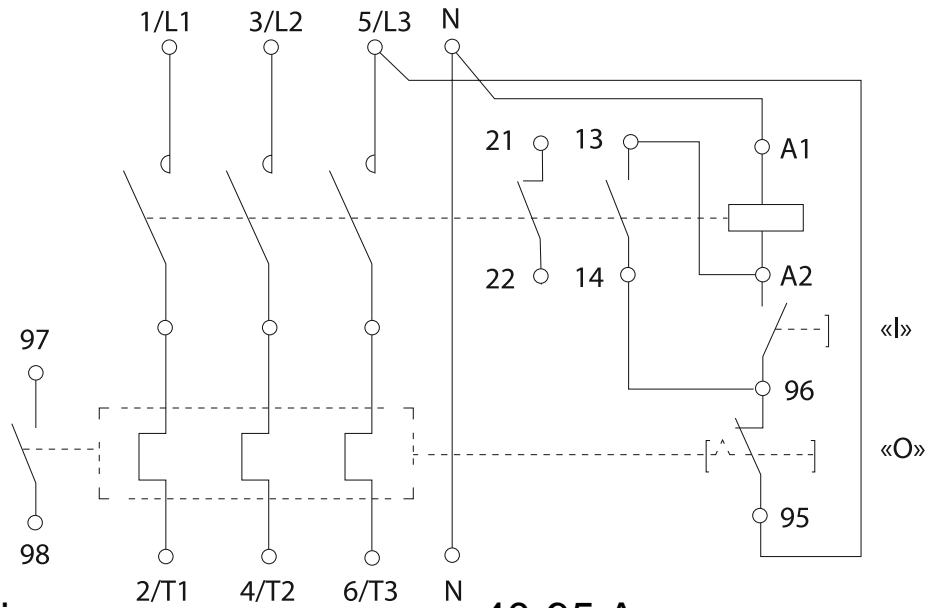 1/L1 3/L2 5/L3 N
21 13 A1
22 14 A2
97 «I»
96
«O»
95
98
2/T1 4/T2 6/T3 N